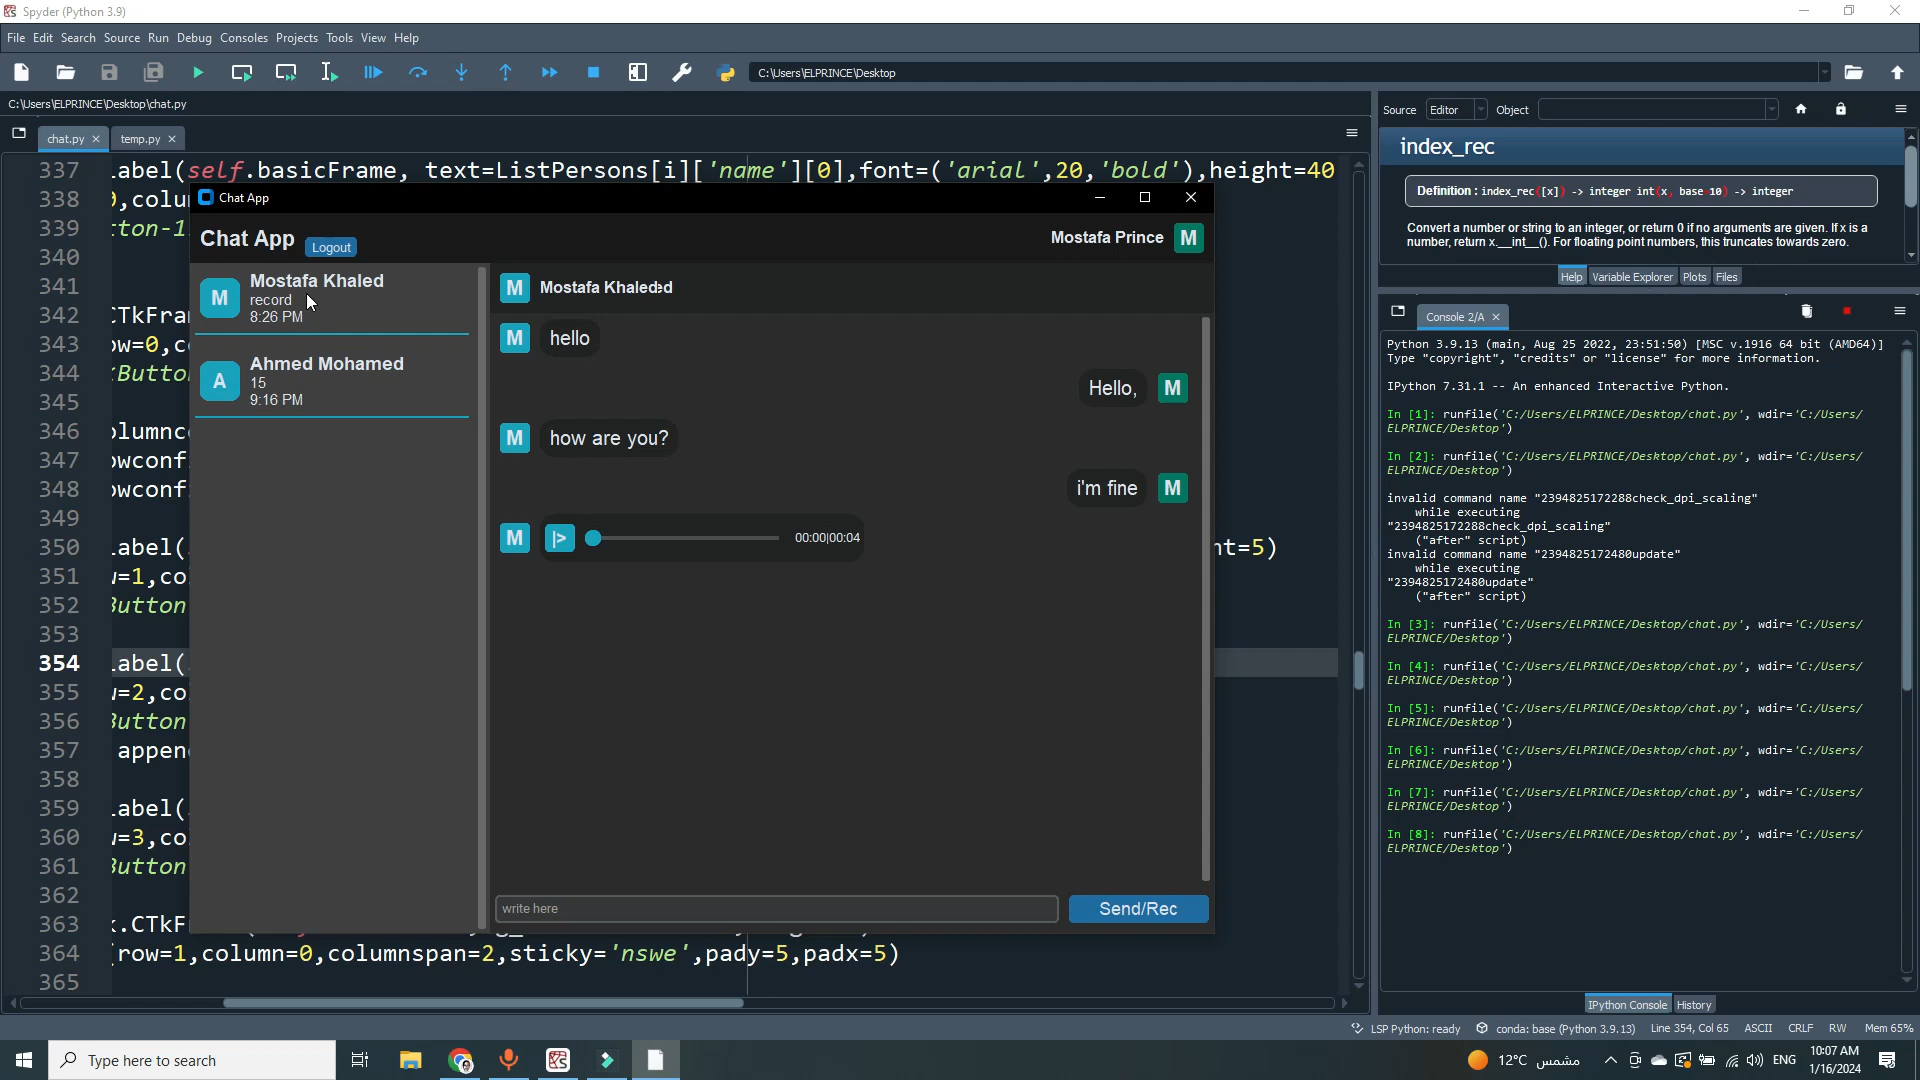 Spyder (Python 3.9)
File Edit Search Source Run Debug Consoles Projects Tools View Help
C:\Users\ELPRINCE\Desktop
C:\Users\ELPRINCE\Desktop\chat.py
chat.py
temp.py
337 Label(self.basicFrame, text=ListPersons[i]['name'][0],font=('arial',20,'bold'),height=40
338
339 tton-1
340
341
342 CTkFra
343 ow=0,c
344 kButto
345
346 olumnc
347 owconf
348 owconf
349
350 Label( nt=5)
351 w=1,co
352 Button
353
354 Label(
355 w=2,co
356 Button
357 appen
358
359 Label(
360 w=3,co
361 Button
362
363 k.CTkF
364 (row=1,column=0,columnspan=2,sticky='nswe',pady=5,padx=5)
365
Chat App
Chat App
Logout
Mostafa Prince
M
M
Mostafa Khaled
record
8:26 PM
A
Ahmed Mohamed
15
9:16 PM
M
Mostafa Khaleded
M hello
Hello, M
M how are you?
i'm fine M
M |> 00:00|00:04
write here
Send/Rec
Source Editor Object
index_rec
Definition : index_rec([x]) -> integer int(x, base=10) -> integer
Convert a number or string to an integer, or return 0 if no arguments are given. If x is a
number, return x.__int__(). For floating point numbers, this truncates towards zero.
Help Variable Explorer Plots Files
Console 2/A
Python 3.9.13 (main, Aug 25 2022, 23:51:50) [MSC v.1916 64 bit (AMD64)]
Type "copyright", "credits" or "license" for more information.
IPython 7.31.1 -- An enhanced Interactive Python.
In [1]: runfile('C:/Users/ELPRINCE/Desktop/chat.py', wdir='C:/Users/
ELPRINCE/Desktop')
In [2]: runfile('C:/Users/ELPRINCE/Desktop/chat.py', wdir='C:/Users/
ELPRINCE/Desktop')
invalid command name "2394825172288check_dpi_scaling"
while executing
"2394825172288check_dpi_scaling"
("after" script)
invalid command name "2394825172480update"
while executing
"2394825172480update"
("after" script)
In [3]: runfile('C:/Users/ELPRINCE/Desktop/chat.py', wdir='C:/Users/
ELPRINCE/Desktop')
In [4]: runfile('C:/Users/ELPRINCE/Desktop/chat.py', wdir='C:/Users/
ELPRINCE/Desktop')
In [5]: runfile('C:/Users/ELPRINCE/Desktop/chat.py', wdir='C:/Users/
ELPRINCE/Desktop')
In [6]: runfile('C:/Users/ELPRINCE/Desktop/chat.py', wdir='C:/Users/
ELPRINCE/Desktop')
In [7]: runfile('C:/Users/ELPRINCE/Desktop/chat.py', wdir='C:/Users/
ELPRINCE/Desktop')
In [8]: runfile('C:/Users/ELPRINCE/Desktop/chat.py', wdir='C:/Users/
ELPRINCE/Desktop')
IPython Console History
LSP Python: ready conda: base (Python 3.9.13) Line 354, Col 65 ASCII CRLF RW Mem 65%
Type here to search
12°C مشمس
ENG
10:07 AM
1/16/2024